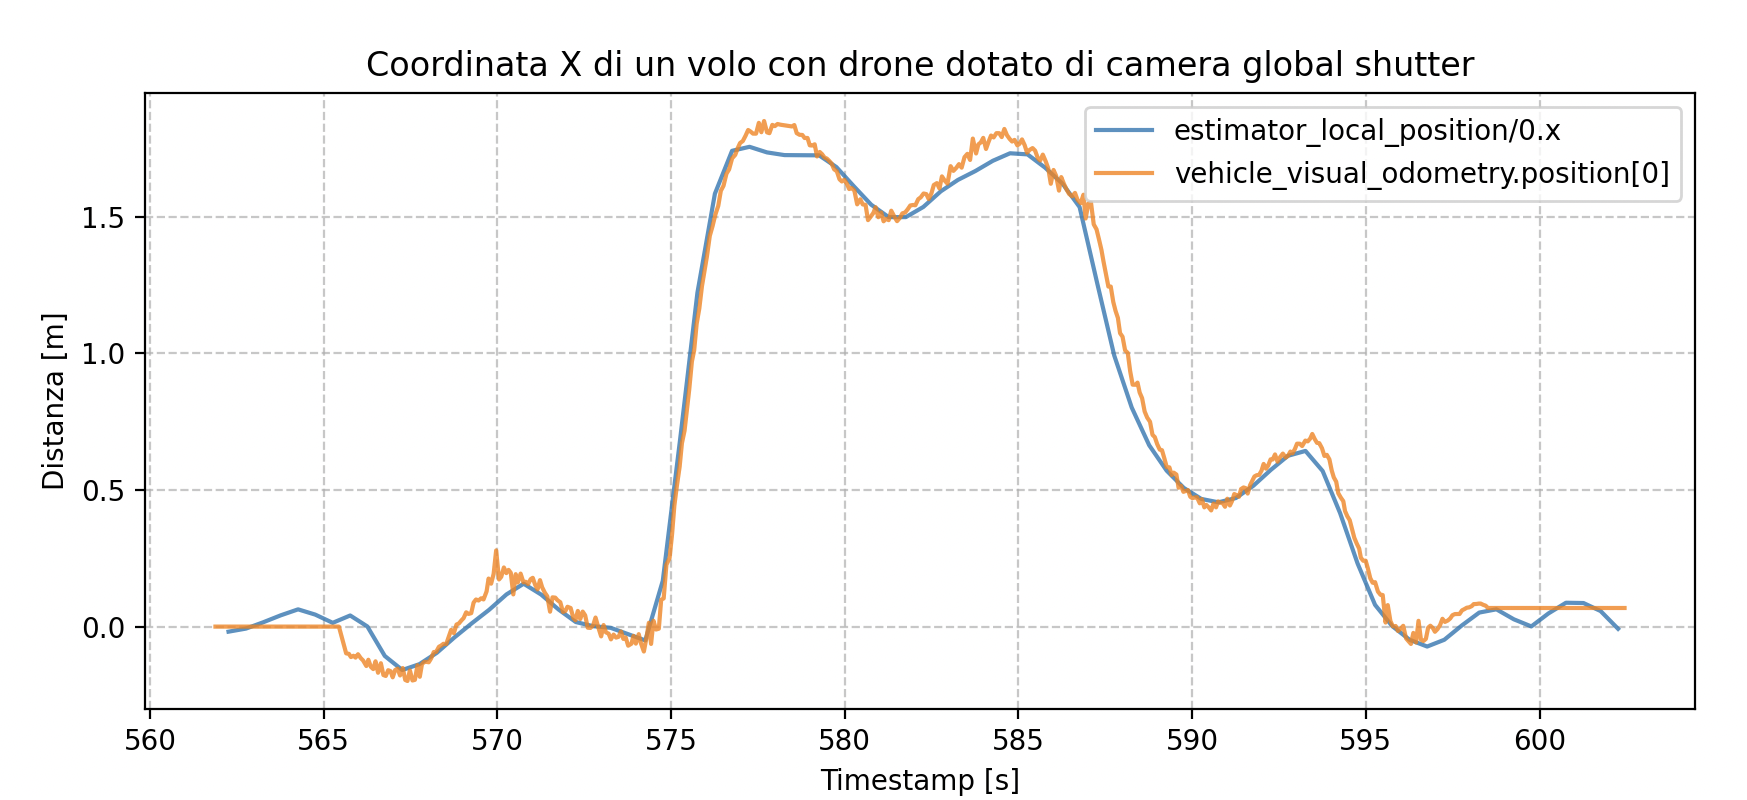 Coordinata X di un volo con drone dotato di camera global shutter
estimator_local_position/0.x
vehicle_visual_odometry.position[0]
Distanza [m]
1.5
1.0
0.5
0.0
560 565 570 575 580 585 590 595 600
Timestamp [s]